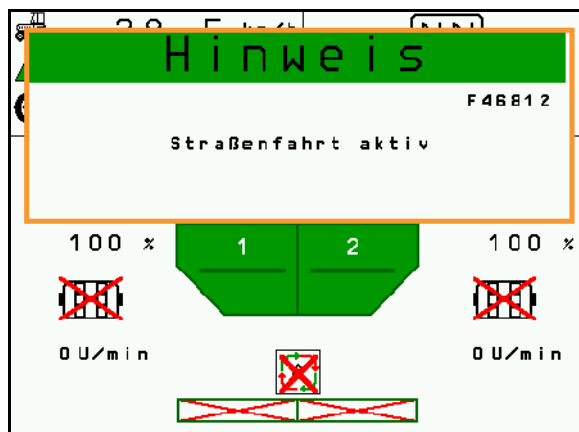 Hinweis
F46812
Straßenfahrt aktiv
100 %
1
2
100 %
0 U/min
0 U/min